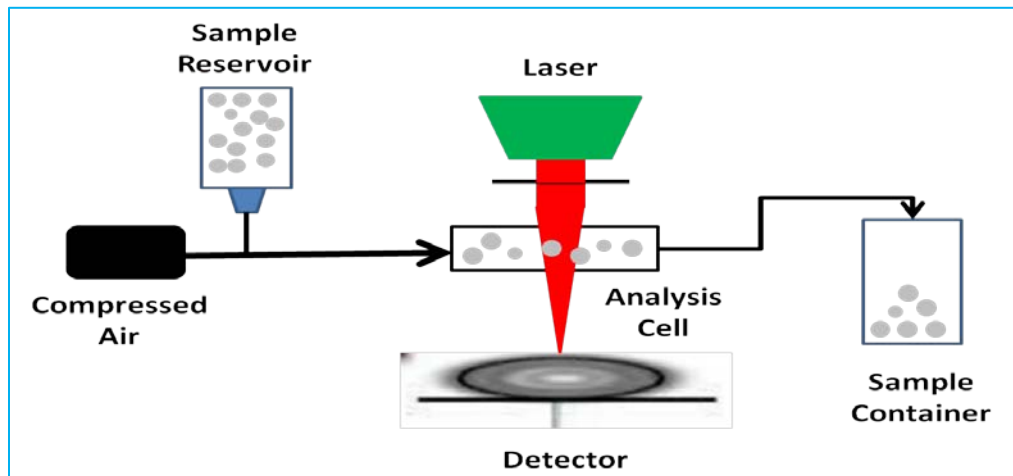 Sample
Reservoir
Laser
Compressed
Air
Analysis
Cell
Sample
Container
Detector